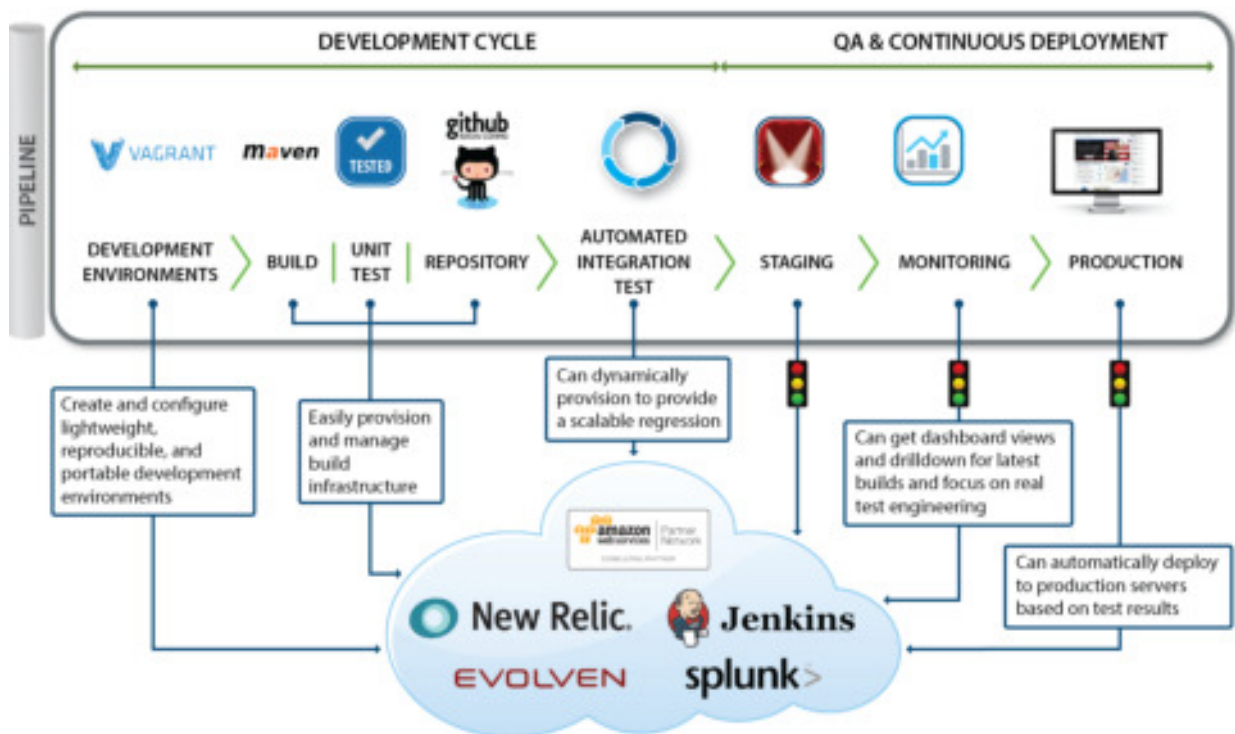 DEVELOPMENT CYCLE
QA & CONTINUOUS DEPLOYMENT
PIPELINE
VAGRANT
maven
TESTED
github
DEVELOPMENT
ENVIRONMENTS
BUILD
UNIT
TEST
REPOSITORY
AUTOMATED
INTEGRATION
TEST
STAGING
MONITORING
PRODUCTION
Create and configure
lightweight,
reproducible, and
portable development
environments
Easily provision
and manage
build
infrastructure
Can dynamically
provision to provide
a scalable regression
Can get dashboard views
and drilldown for latest
builds and focus on real
test engineering
Can automatically deploy
to production servers
based on test results
amazon
webservices
Partner
Network
New Relic.
Jenkins
EVOLVEN
splunk>